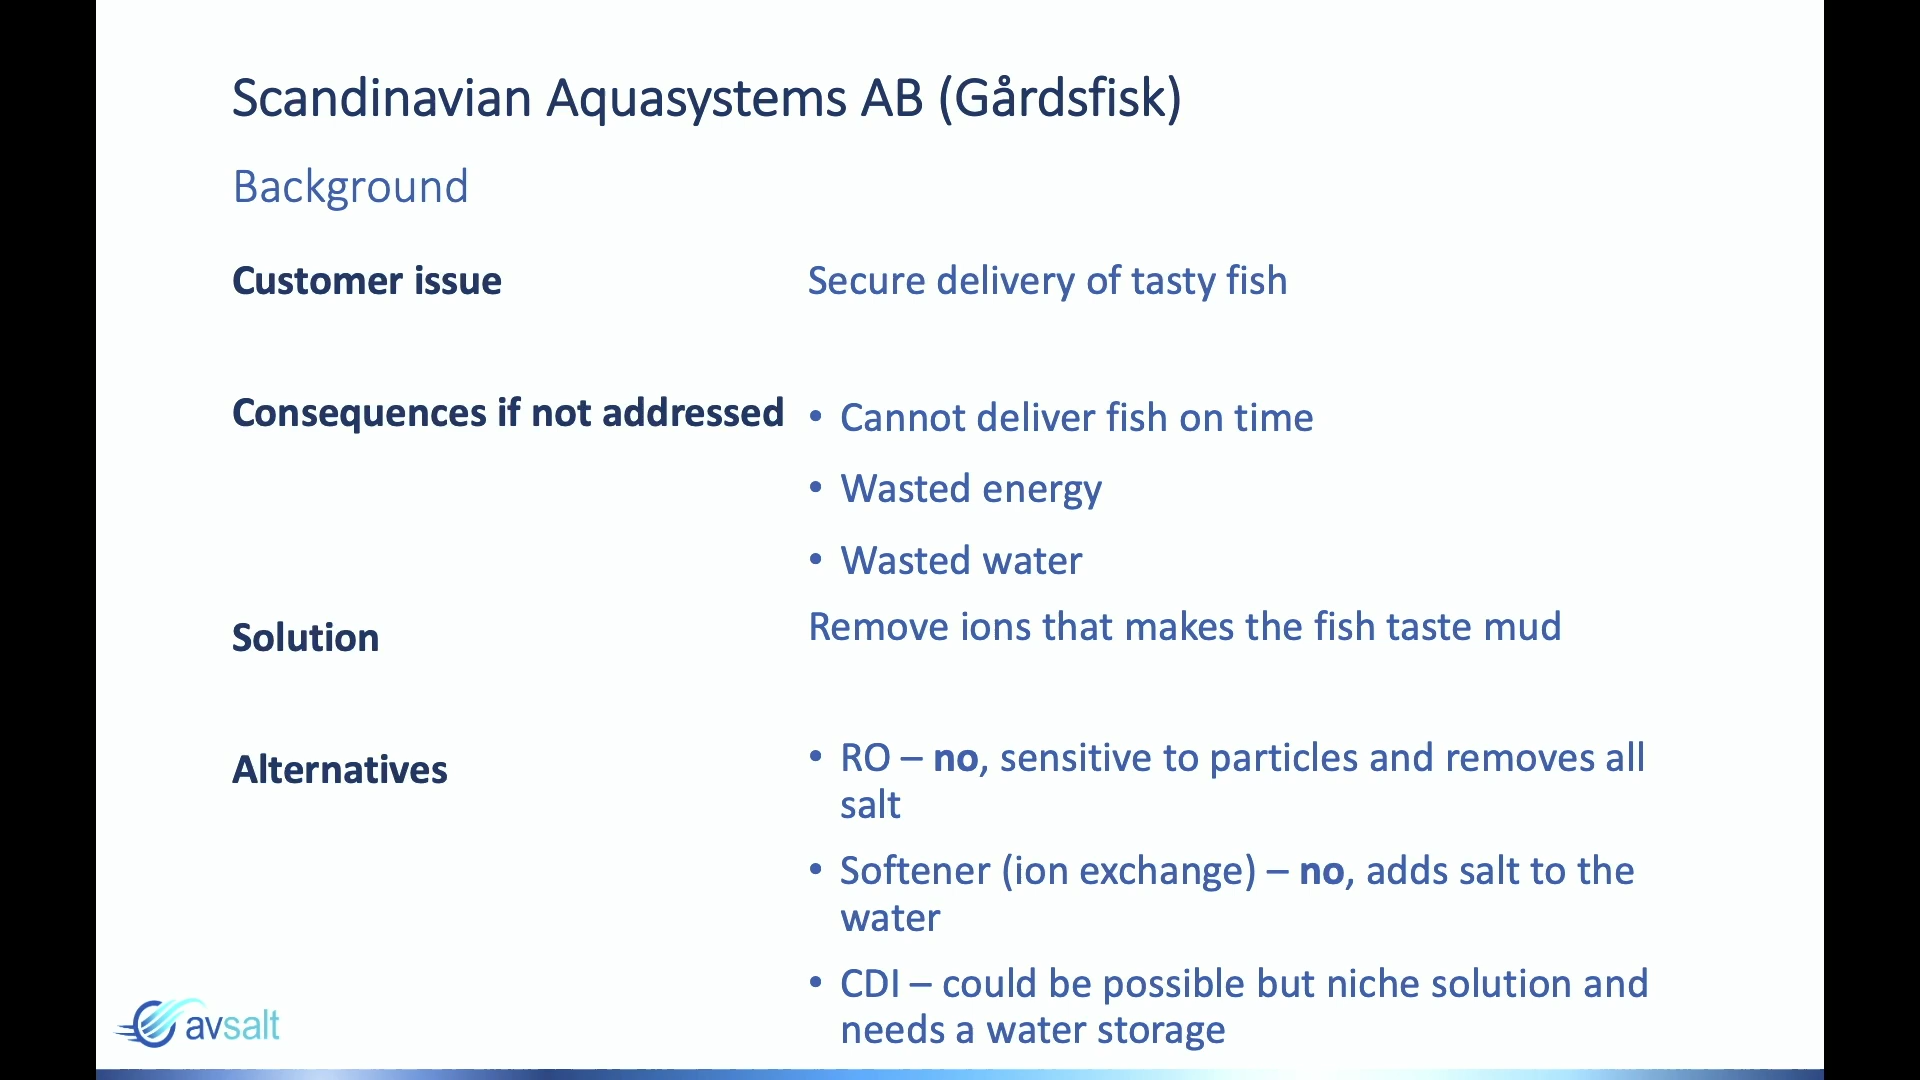 Scandinavian Aquasystems AB (Gårdsfisk)
Background
Customer issue
Secure delivery of tasty fish
Consequences if not addressed
• Cannot deliver fish on time
• Wasted energy
• Wasted water
Solution
Remove ions that makes the fish taste mud
Alternatives
• RO – no, sensitive to particles and removes all
salt
• Softener (ion exchange) – no, adds salt to the
water
• CDI – could be possible but niche solution and
needs a water storage
avsalt